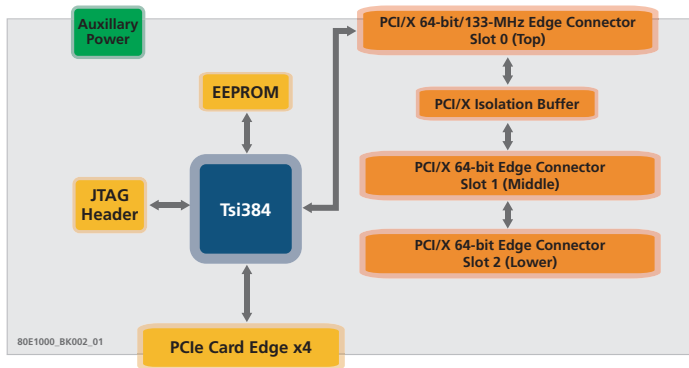 Auxillary
Power
PCI/X 64-bit/133-MHz Edge Connector
Slot 0 (Top)
EEPROM
PCI/X Isolation Buffer
JTAG
Header
Tsi384
PCI/X 64-bit Edge Connector
Slot 1 (Middle)
PCI/X 64-bit Edge Connector
Slot 2 (Lower)
80E1000_BK002_01
PCIe Card Edge x4